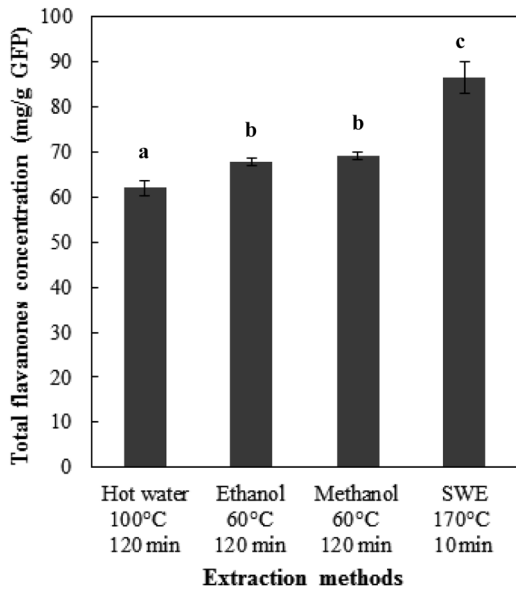 Total flavanones concentration (mg/g GFP)
100
90
80
70
60
50
40
30
20
10
0
a
b
b
c
Hot water
100°C
120 min
Ethanol
60°C
120 min
Methanol
60°C
120 min
SWE
170°C
10 min
Extraction methods